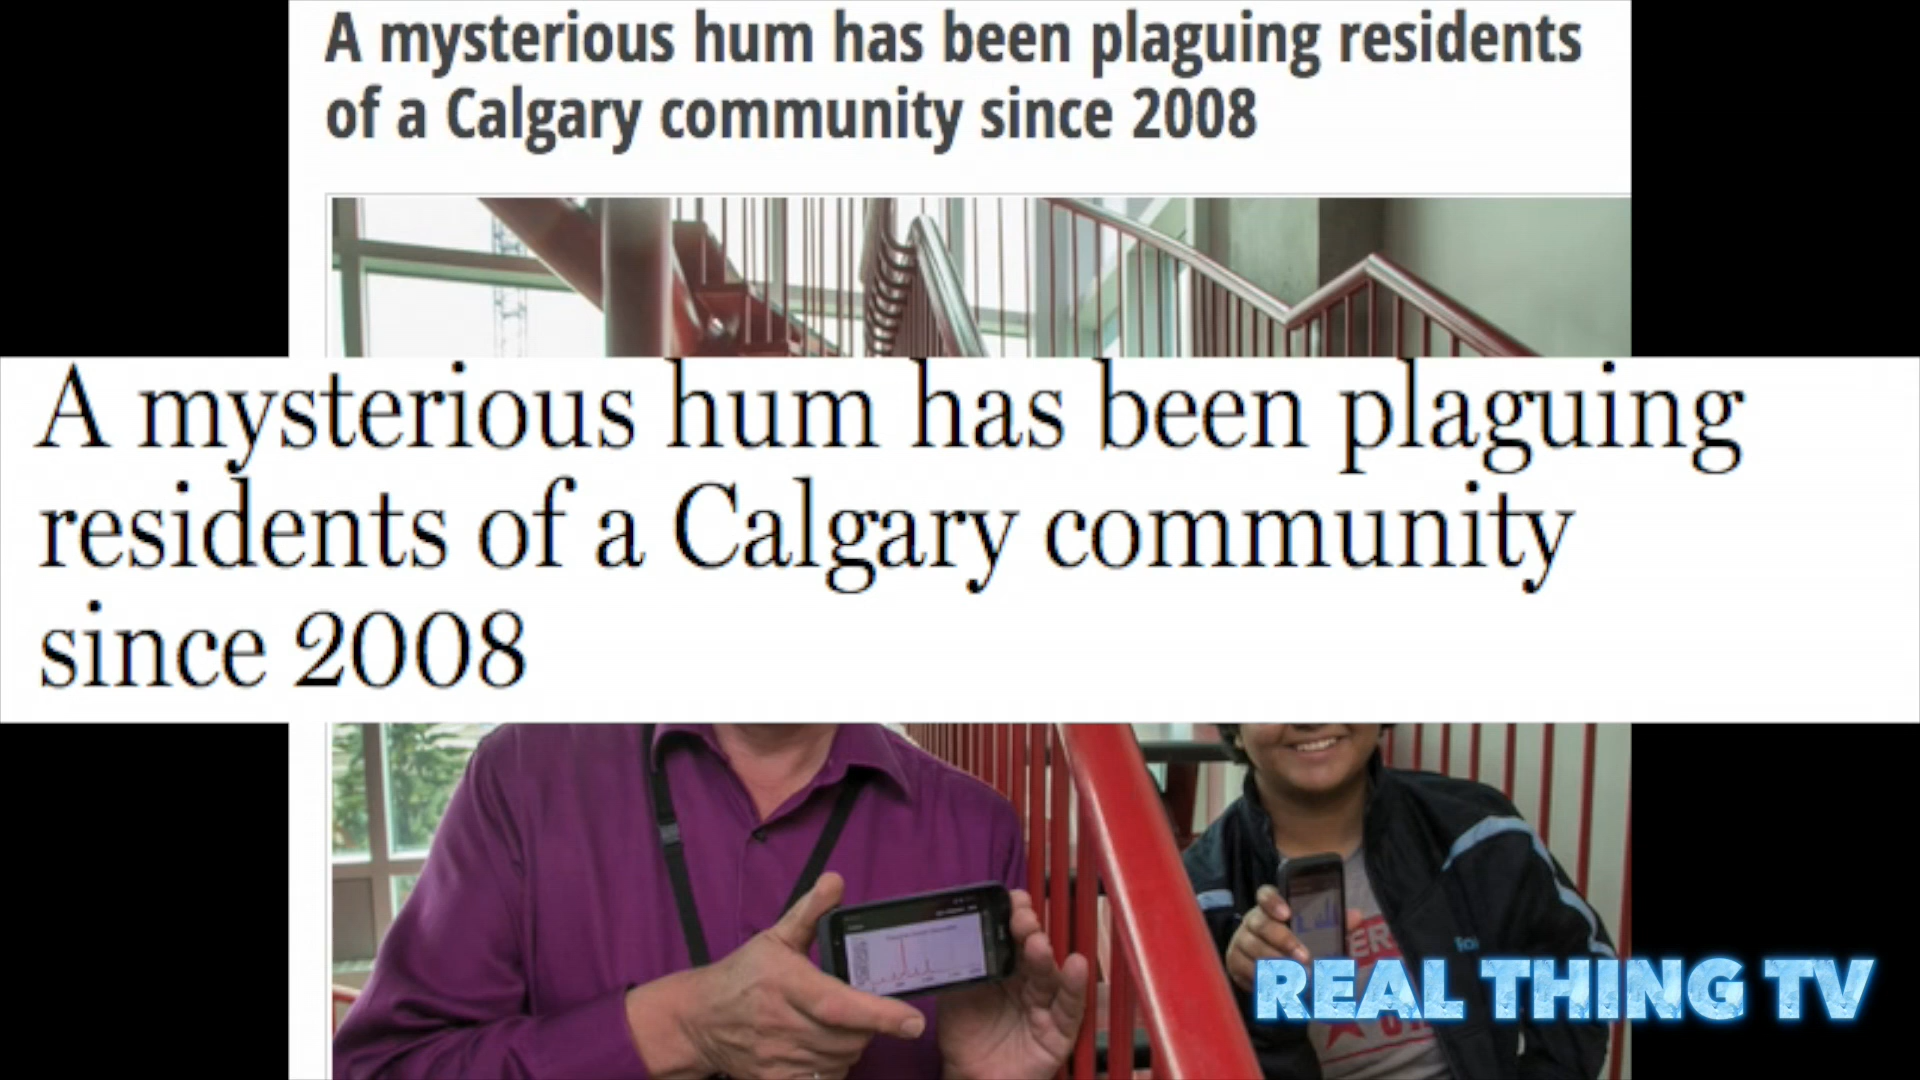 A mysterious hum has been plaguing residents
of a Calgary community since 2008
A mysterious hum has been plaguing
residents of a Calgary community
since 2008
REAL THING TV